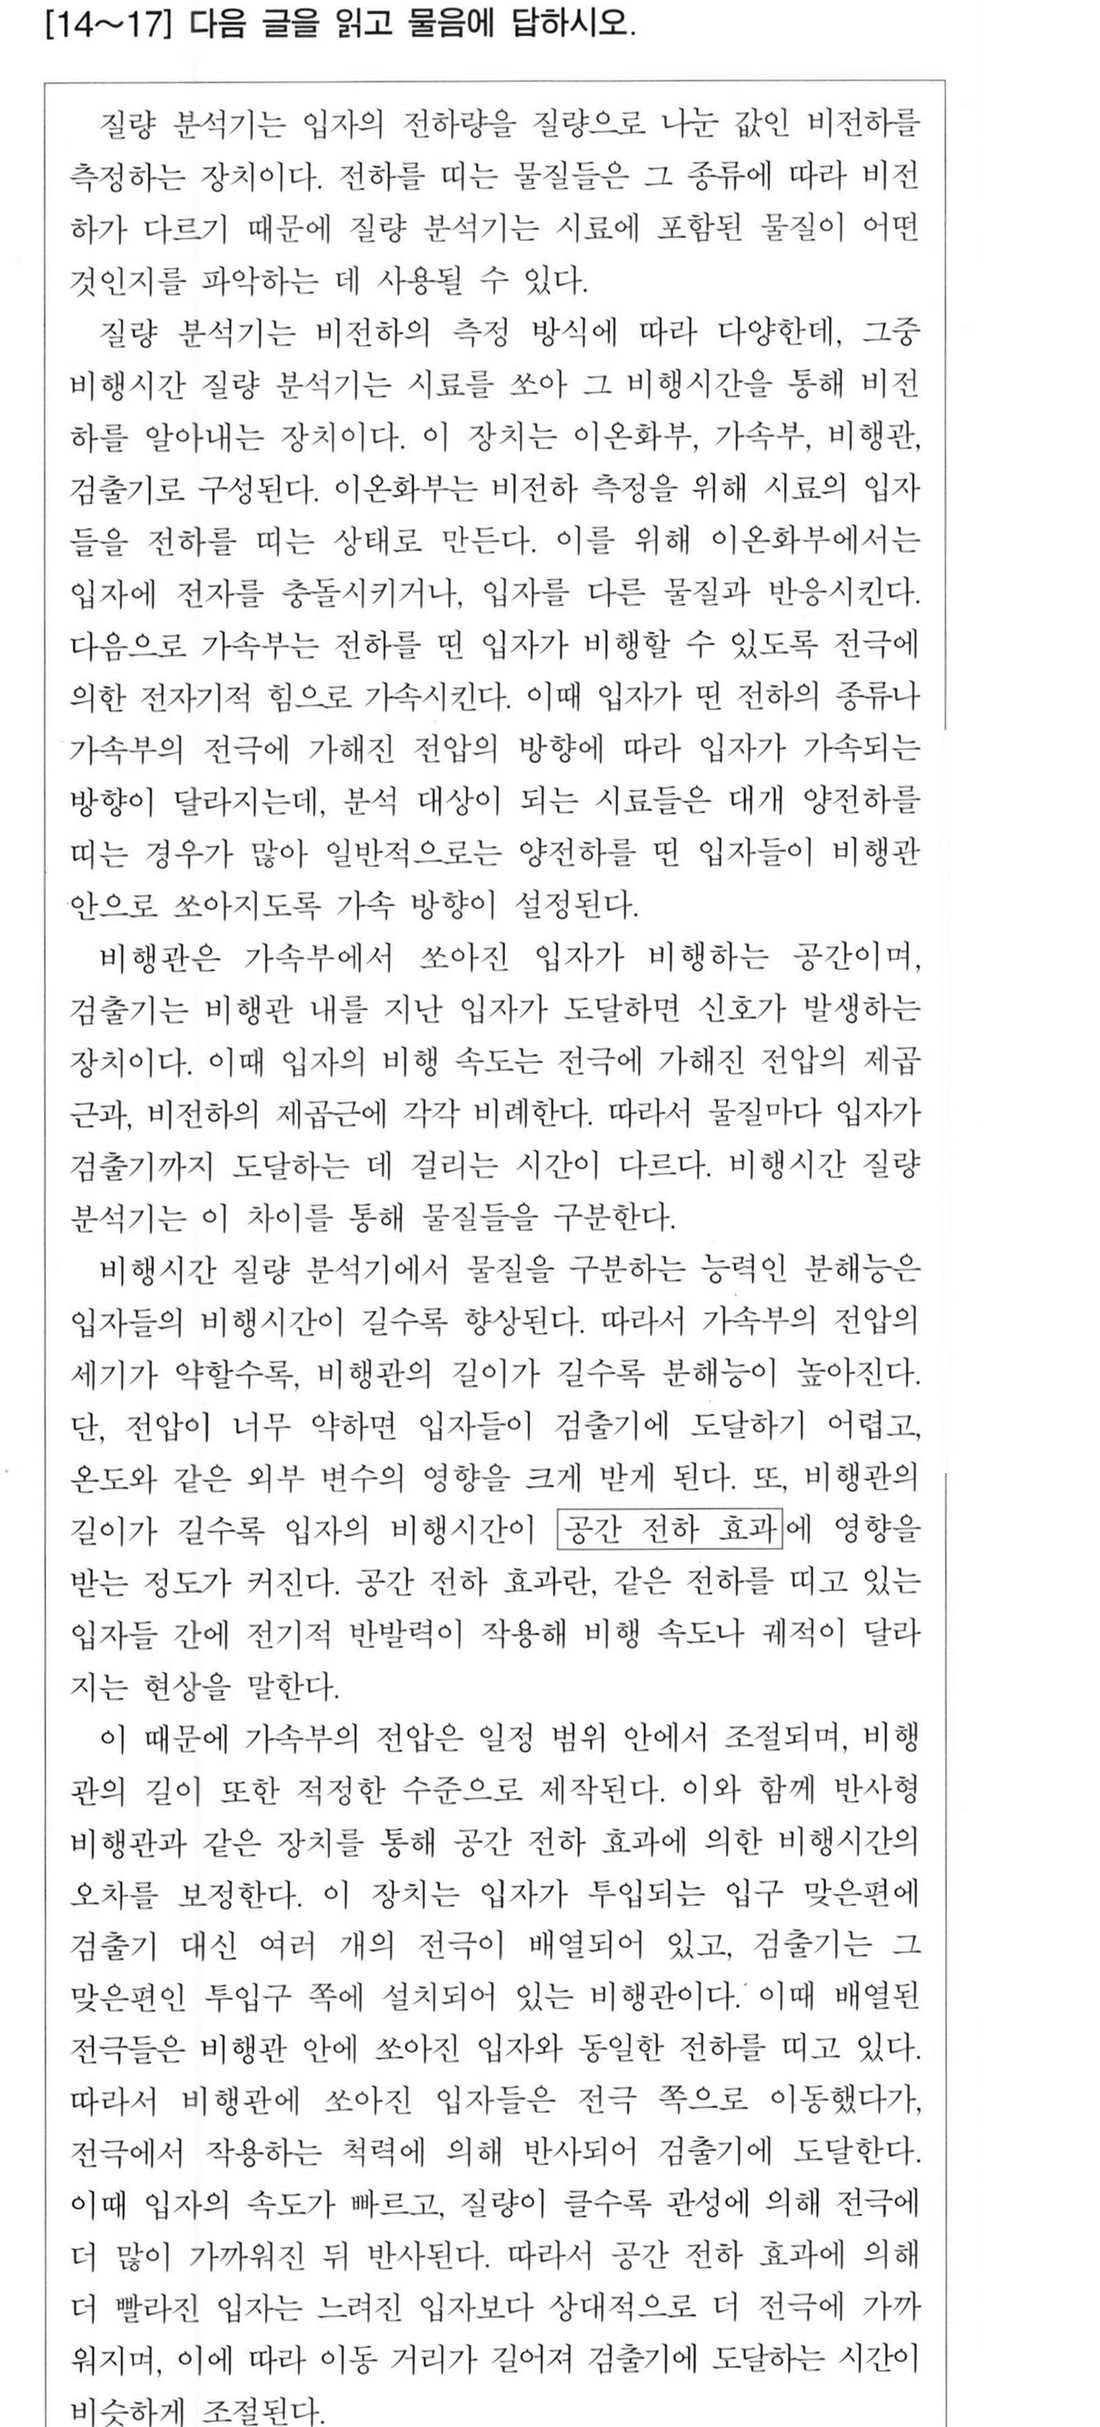 [14～17] 다음 글을 읽고 물음에 답하시오.
질량 분석기는 입자의 전하량을 질량으로 나눈 값인 비전하를
측정하는 장치이다. 전하를 띠는 물질들은 그 종류에 따라 비전
하가 다르기 때문에 질량 분석기는 시료에 포함된 물질이 어떤
것인지를 파악하는 데 사용될 수 있다.
질량 분석기는 비전하의 측정 방식에 따라 다양한데, 그중
비행시간 질량 분석기는 시료를 쏘아 그 비행시간을 통해 비전
하를 알아내는 장치이다. 이 장치는 이온화부, 가속부, 비행관,
검출기로 구성된다. 이온화부는 비전하 측정을 위해 시료의 입자
들을 전하를 띠는 상태로 만든다. 이를 위해 이온화부에서는
입자에 전자를 충돌시키거나, 입자를 다른 물질과 반응시킨다.
다음으로 가속부는 전하를 띤 입자가 비행할 수 있도록 전극에
의한 전자기적 힘으로 가속시킨다. 이때 입자가 띤 전하의 종류나
가속부의 전극에 가해진 전압의 방향에 따라 입자가 가속되는
방향이 달라지는데, 분석 대상이 되는 시료들은 대개 양전하를
띠는 경우가 많아 일반적으로는 양전하를 띤 입자들이 비행관
안으로 쏘아지도록 가속 방향이 설정된다.
비행관은 가속부에서 쏘아진 입자가 비행하는 공간이며,
검출기는 비행관 내를 지난 입자가 도달하면 신호가 발생하는
장치이다. 이때 입자의 비행 속도는 전극에 가해진 전압의 제곱
근과, 비전하의 제곱근에 각각 비례한다. 따라서 물질마다 입자가
검출기까지 도달하는 데 걸리는 시간이 다르다. 비행시간 질량
분석기는 이 차이를 통해 물질들을 구분한다.
비행시간 질량 분석기에서 물질을 구분하는 능력인 분해능은
입자들의 비행시간이 길수록 향상된다. 따라서 가속부의 전압의
세기가 약할수록, 비행관의 길이가 길수록 분해능이 높아진다.
단, 전압이 너무 약하면 입자들이 검출기에 도달하기 어렵고,
온도와 같은 외부 변수의 영향을 크게 받게 된다. 또, 비행관의
길이가 길수록 입자의 비행시간이 공간 전하 효과에 영향을
받는 정도가 커진다. 공간 전하 효과란, 같은 전하를 띠고 있는
입자들 간에 전기적 반발력이 작용해 비행 속도나 궤적이 달라
지는 현상을 말한다.
이 때문에 가속부의 전압은 일정 범위 안에서 조절되며, 비행
관의 길이 또한 적정한 수준으로 제작된다. 이와 함께 반사형
비행관과 같은 장치를 통해 공간 전하 효과에 의한 비행시간의
오차를 보정한다. 이 장치는 입자가 투입되는 입구 맞은편에
검출기 대신 여러 개의 전극이 배열되어 있고, 검출기는 그
맞은편인 투입구 쪽에 설치되어 있는 비행관이다. 이때 배열된
전극들은 비행관 안에 쏘아진 입자와 동일한 전하를 띠고 있다.
따라서 비행관에 쏘아진 입자들은 전극 쪽으로 이동했다가,
전극에서 작용하는 척력에 의해 반사되어 검출기에 도달한다.
이때 입자의 속도가 빠르고, 질량이 클수록 관성에 의해 전극에
더 많이 가까워진 뒤 반사된다. 따라서 공간 전하 효과에 의해
더 빨라진 입자는 느려진 입자보다 상대적으로 더 전극에 가까
워지며, 이에 따라 이동 거리가 길어져 검출기에 도달하는 시간이
비슷하게 조절된다.